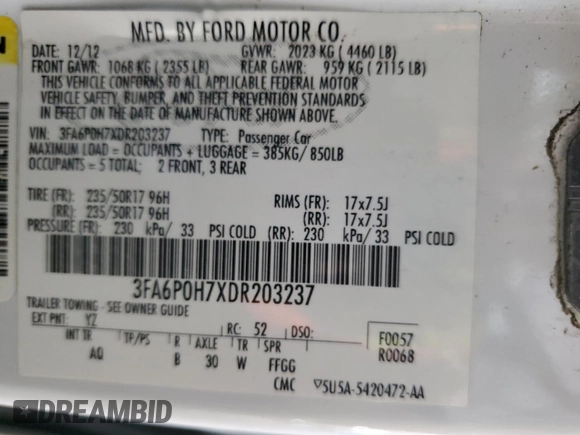 MFD. BY FORD MOTOR CO.
DATE: 12/12 GVWR: 2023 KG ( 4460 LB)
FRONT GAWR: 1068 KG ( 2355 LB) REAR GAWR: 959 KG ( 2115 LB)
THIS VEHICLE CONFORMS TO ALL APPLICABLE FEDERAL MOTOR
VEHICLE SAFETY, BUMPER, AND THEFT PREVENTION STANDARDS
IN EFFECT ON THE DATE OF MANUFACTURE SHOWN ABOVE.
VIN: 3FA6P0H7XDR203237 TYPE: Passenger Car
MAXIMUM LOAD = OCCUPANTS + LUGGAGE = 385KG/ 850LB
OCCUPANTS = 5 TOTAL: 2 FRONT, 3 REAR
TIRE (FR): 235/50R17 96H RIMS (FR): 17x7.5J
(RR): 235/50R17 96H (RR): 17x7.5J
PRESSURE (FR): 230 kPa/ 33 PSI COLD (RR): 230 kPa/ 33 PSI COLD
3FA6P0H7XDR203237
TRAILER TOWING - SEE OWNER GUIDE
EXT PNT: YZ RC: 52 DSO: F0057
INT TR TP/PS R AXLE TR SPR R0068
AQ B 30 W FFGG
CMC ▽5U5A-5420472-AA
DREAMBID